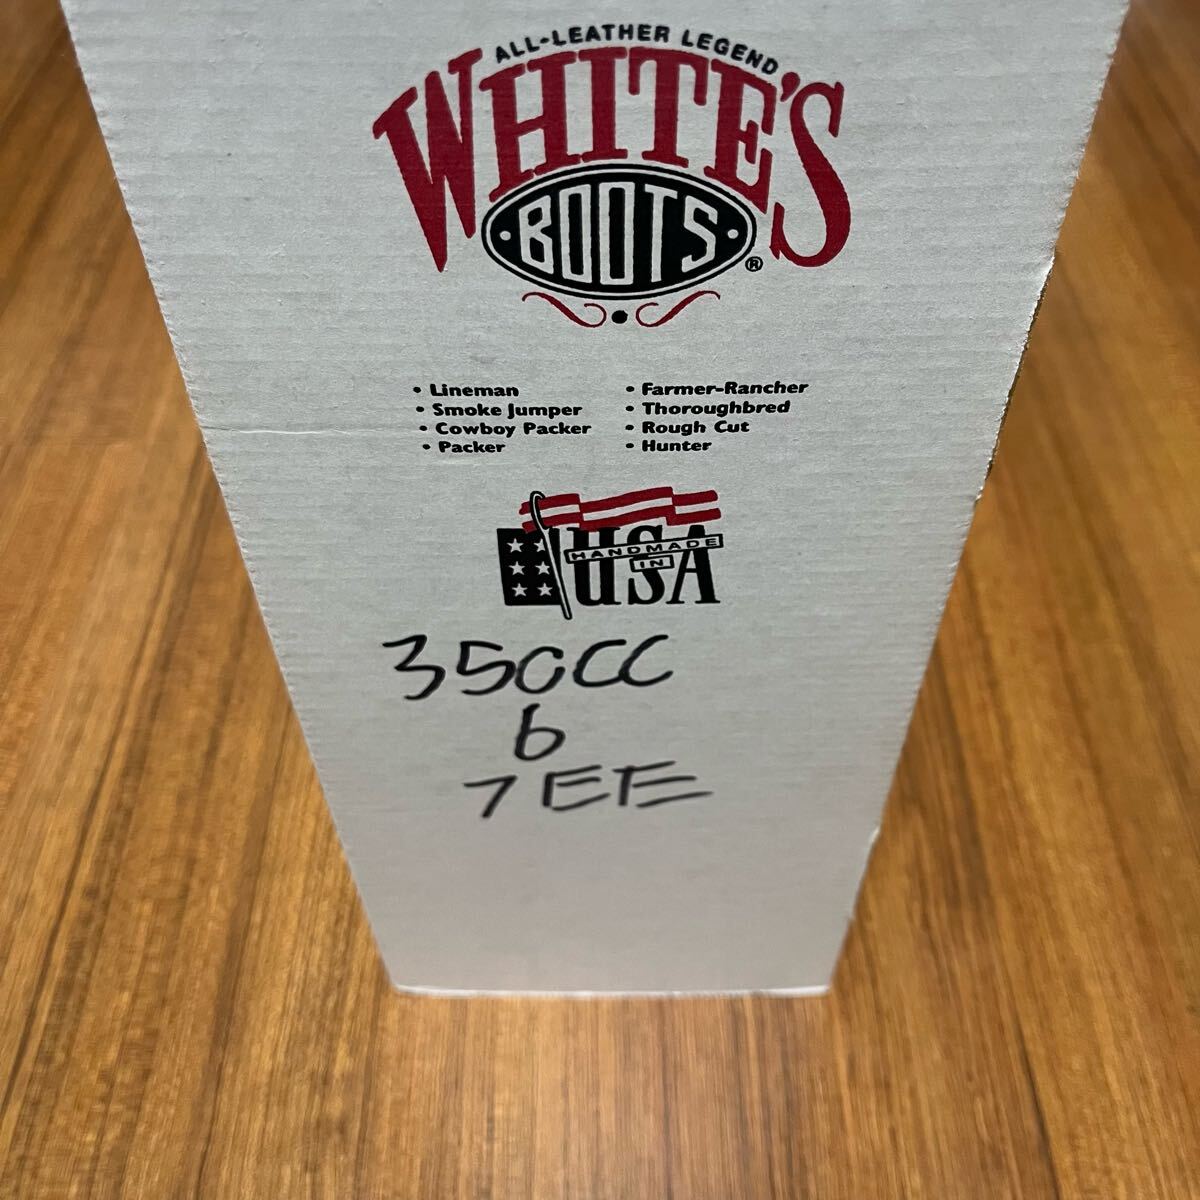 ALL-LEATHER LEGEND
WHITE'S
BOOTS®
• Lineman
• Smoke Jumper
• Cowboy Packer
• Packer
• Farmer-Rancher
• Thoroughbred
• Rough Cut
• Hunter
HANDMADE
IN
USA
350CC
6
7EE